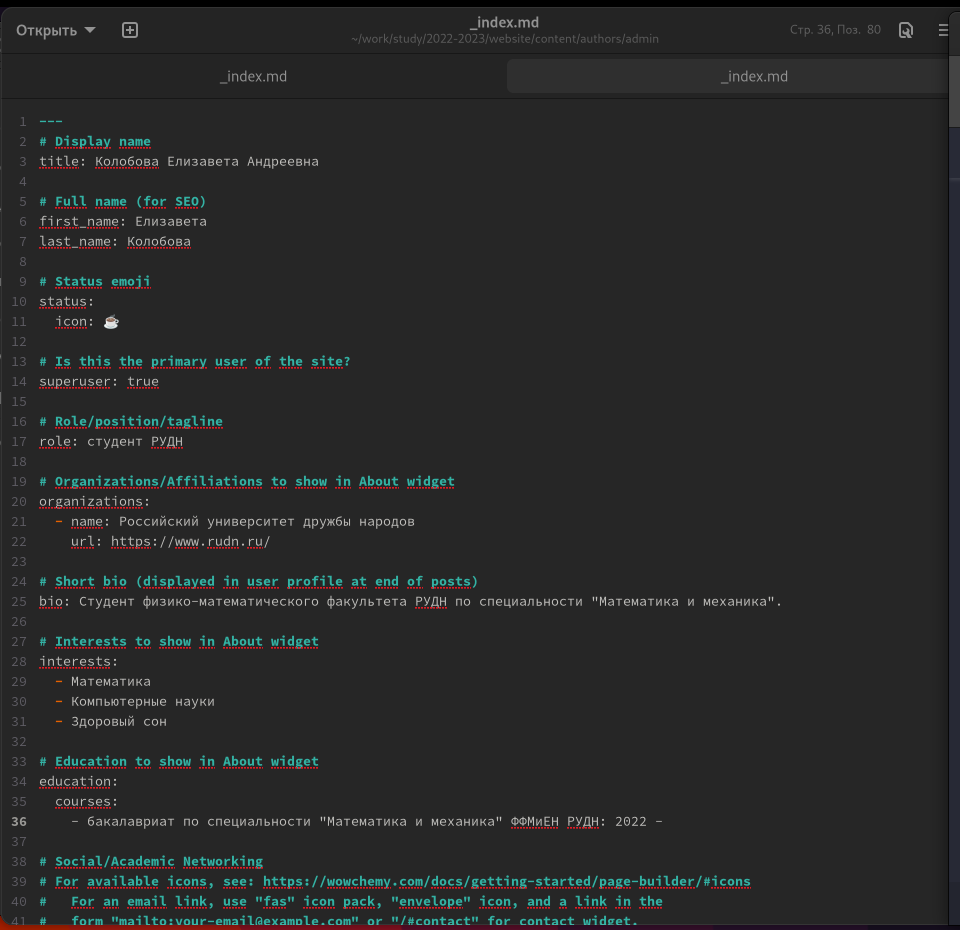 Открыть
_index.md
~/work/study/2022-2023/website/content/authors/admin
Стр. 36, Поз. 80
_index.md
_index.md
1 ---
2 # Display name
3 title: Колобова Елизавета Андреевна
4
5 # Full name (for SEO)
6 first_name: Елизавета
7 last_name: Колобова
8
9 # Status emoji
10 status:
11   icon: ☕
12
13 # Is this the primary user of the site?
14 superuser: true
15
16 # Role/position/tagline
17 role: студент РУДН
18
19 # Organizations/Affiliations to show in About widget
20 organizations:
21   - name: Российский университет дружбы народов
22     url: https://www.rudn.ru/
23
24 # Short bio (displayed in user profile at end of posts)
25 bio: Студент физико-математического факультета РУДН по специальности "Математика и механика".
26
27 # Interests to show in About widget
28 interests:
29   - Математика
30   - Компьютерные науки
31   - Здоровый сон
32
33 # Education to show in About widget
34 education:
35   courses:
36     - бакалавриат по специальности "Математика и механика" ФФМиЕН РУДН: 2022 -
37
38 # Social/Academic Networking
39 # For available icons, see: https://wowchemy.com/docs/getting-started/page-builder/#icons
40 #   For an email link, use "fas" icon pack, "envelope" icon, and a link in the
41 #   form "mailto:your-email@example.com" or "/#contact" for contact widget.